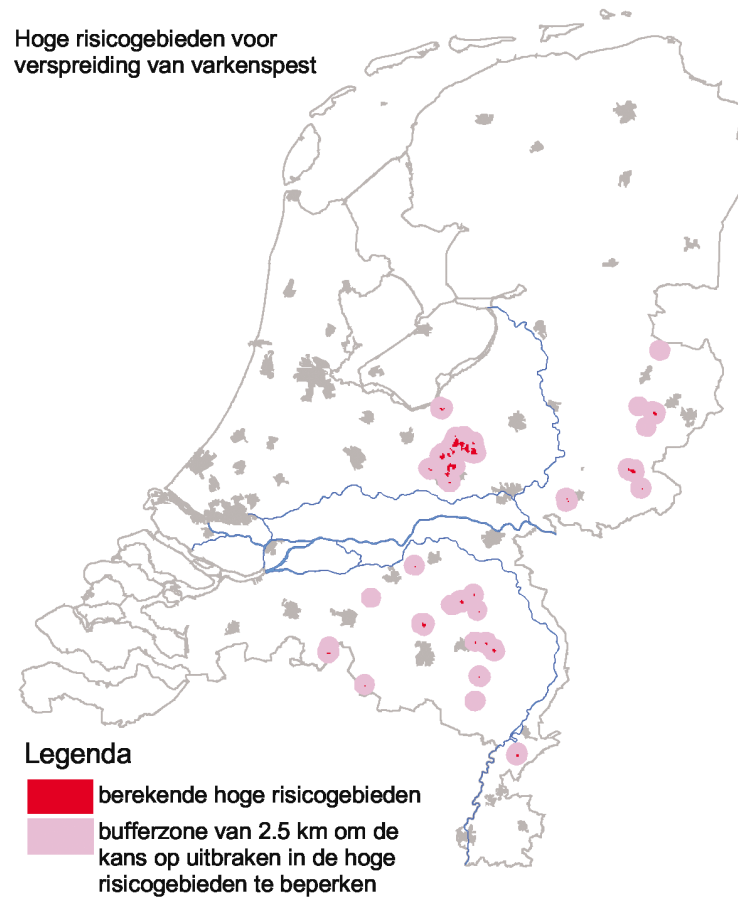 Hoge risicogebieden voor
verspreiding van varkenspest
Legenda
berekende hoge risicogebieden
bufferzone van 2.5 km om de
kans op uitbraken in de hoge
risicogebieden te beperken